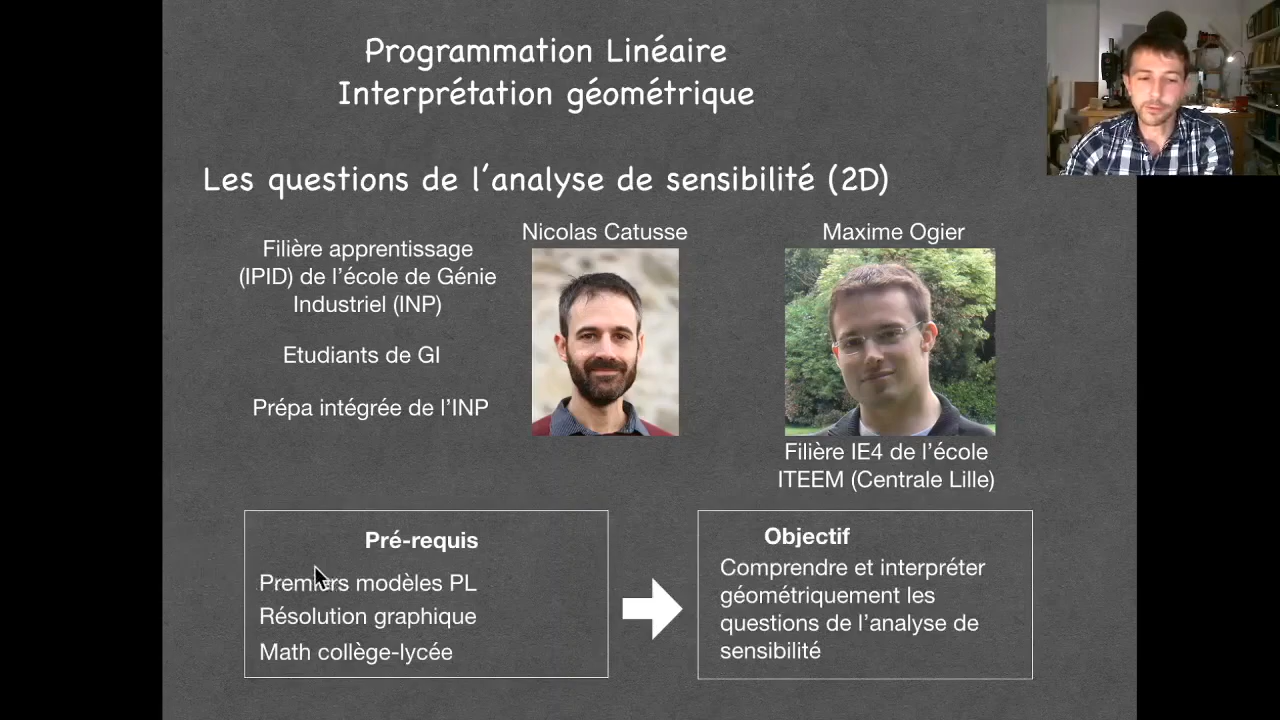 Programmation Linéaire
Interprétation géométrique
Les questions de l'analyse de sensibilité (2D)
Filière apprentissage
(IPID) de l'école de Génie
Industriel (INP)
Etudiants de GI
Prépa intégrée de l'INP
Nicolas Catusse
Maxime Ogier
Filière IE4 de l'école
ITEEM (Centrale Lille)
Pré-requis
Premiers modèles PL
Résolution graphique
Math collège-lycée
Objectif
Comprendre et interpréter
géométriquement les
questions de l'analyse de
sensibilité